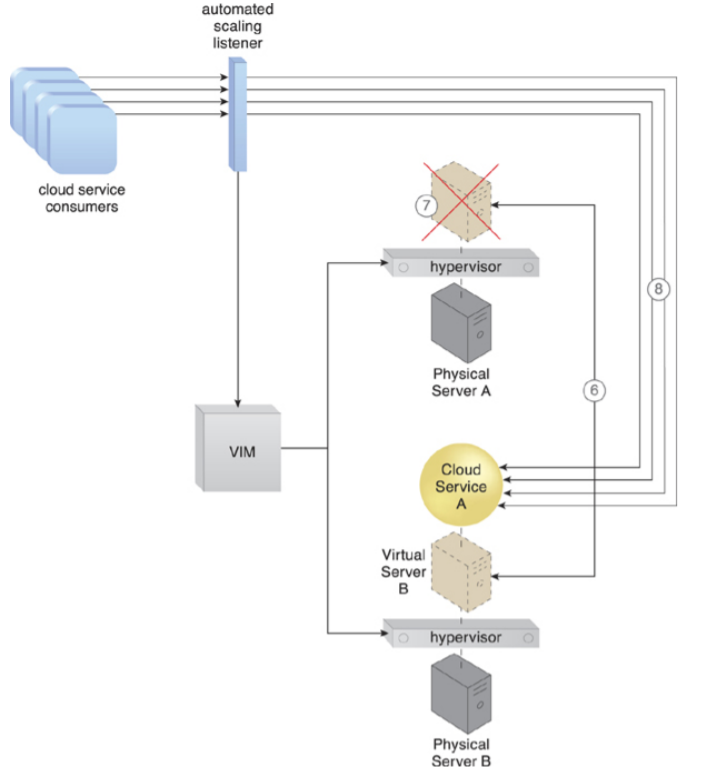 automated
scaling
listener
cloud service
consumers
7
hypervisor
8
Physical
Server A
6
VIM
Cloud
Service
A
Virtual
Server
B
hypervisor
Physical
Server B